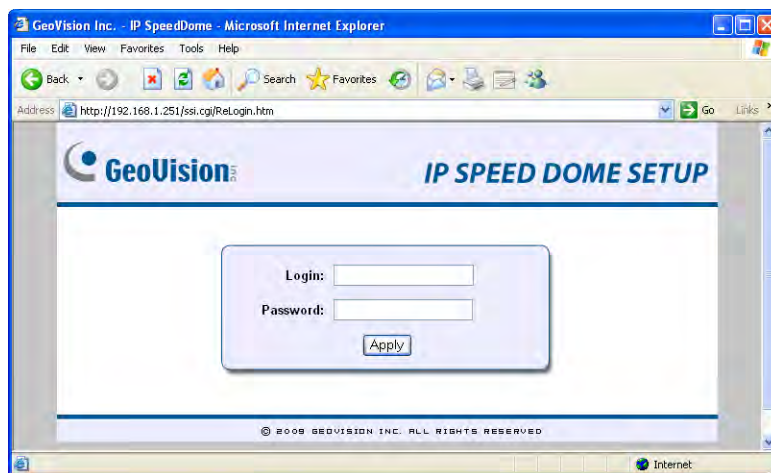 GeoVision Inc. - IP SpeedDome - Microsoft Internet Explorer
File Edit View Favorites Tools Help
Back Search Favorites
Address http://192.168.1.251/ssi.cgi/ReLogin.htm Go Links
GeoVision IP SPEED DOME SETUP
Login:
Password:
Apply
© 2009 GEOVISION INC. ALL RIGHTS RESERVED
Internet